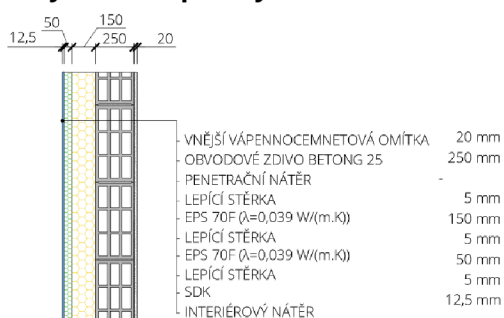 50 150
12,5 250 20
VNĚJŠÍ VÁPENNOCEMNETOVÁ OMÍTKA 20 mm
OBVODOVÉ ZDIVO BETONG 25 250 mm
PENETRAČNÍ NÁTĚR -
LEPÍCÍ STĚRKA 5 mm
EPS 70F (λ=0,039 W/(m.K)) 150 mm
LEPÍCÍ STĚRKA 5 mm
EPS 70F (λ=0,039 W/(m.K)) 50 mm
LEPÍCÍ STĚRKA 5 mm
SDK 12,5 mm
INTERIÉROVÝ NÁTĚR